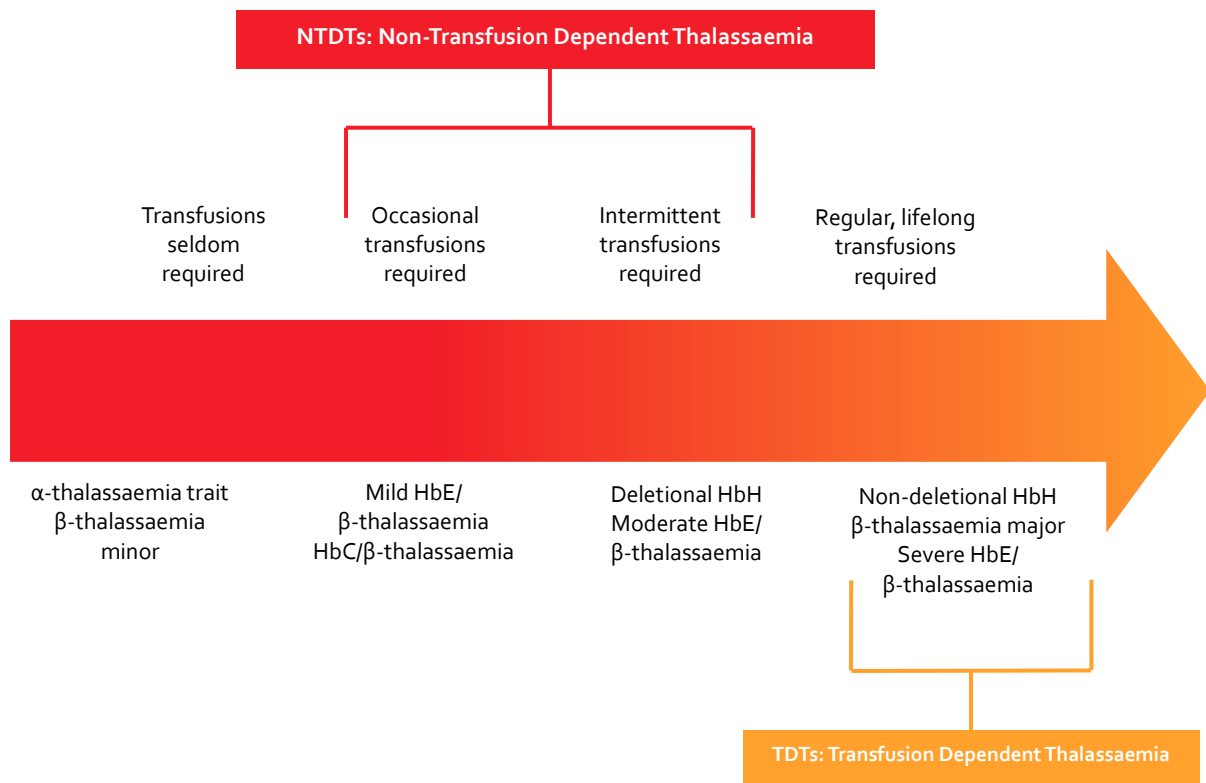 NTDTs: Non-Transfusion Dependent Thalassaemia
Transfusions
seldom
required
Occasional
transfusions
required
Intermittent
transfusions
required
Regular, lifelong
transfusions
required
α-thalassaemia trait
β-thalassaemia
minor
Mild HbE/
β-thalassaemia
HbC/β-thalassaemia
Deletional HbH
Moderate HbE/
β-thalassaemia
Non-deletional HbH
β-thalassaemia major
Severe HbE/
β-thalassaemia
TDTs: Transfusion Dependent Thalassaemia